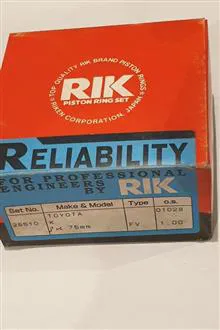 TOP QUALITY RIK BRAND PISTON RINGS
RIK
PISTON RING SET
RIKEN CORPORATION, JAPAN
RELIABILITY
FOR PROFESSIONAL
ENGINEERS
BY RIK
Set No. Make & Model Type o.s.
TOYOTA 01028
26510 K 75mm FV 1.00